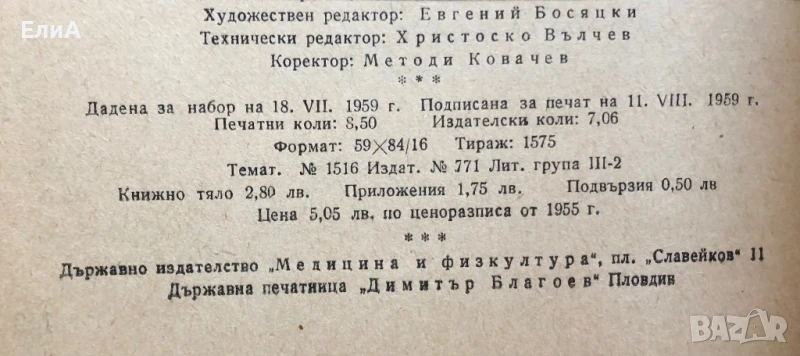 Художествен редактор: Евгений Босяцки
ЕлиА
Технически редактор: Христоско Вълчев
Коректор: Методи Ковачев
* * *
Дадена за набор на 18. VII. 1959 г. Подписана за печат на 11. VIII. 1959 г.
Печатни коли: 8,50 Издателски коли: 7,06
Формат: 59×84/16 Тираж: 1575
Темат. № 1516 Издат. № 771 Лит. група III-2
Книжно тяло 2,80 лв. Приложения 1,75 лв. Подвързия 0,50 лв
Цена 5,05 лв. по ценоразписа от 1955 г.
* * *
Държавно издателство „Медицина и физкултура“, пл. „Славейков“ 11
Държавна печатница „Димитър Благоев“ Пловдив
BAZAR